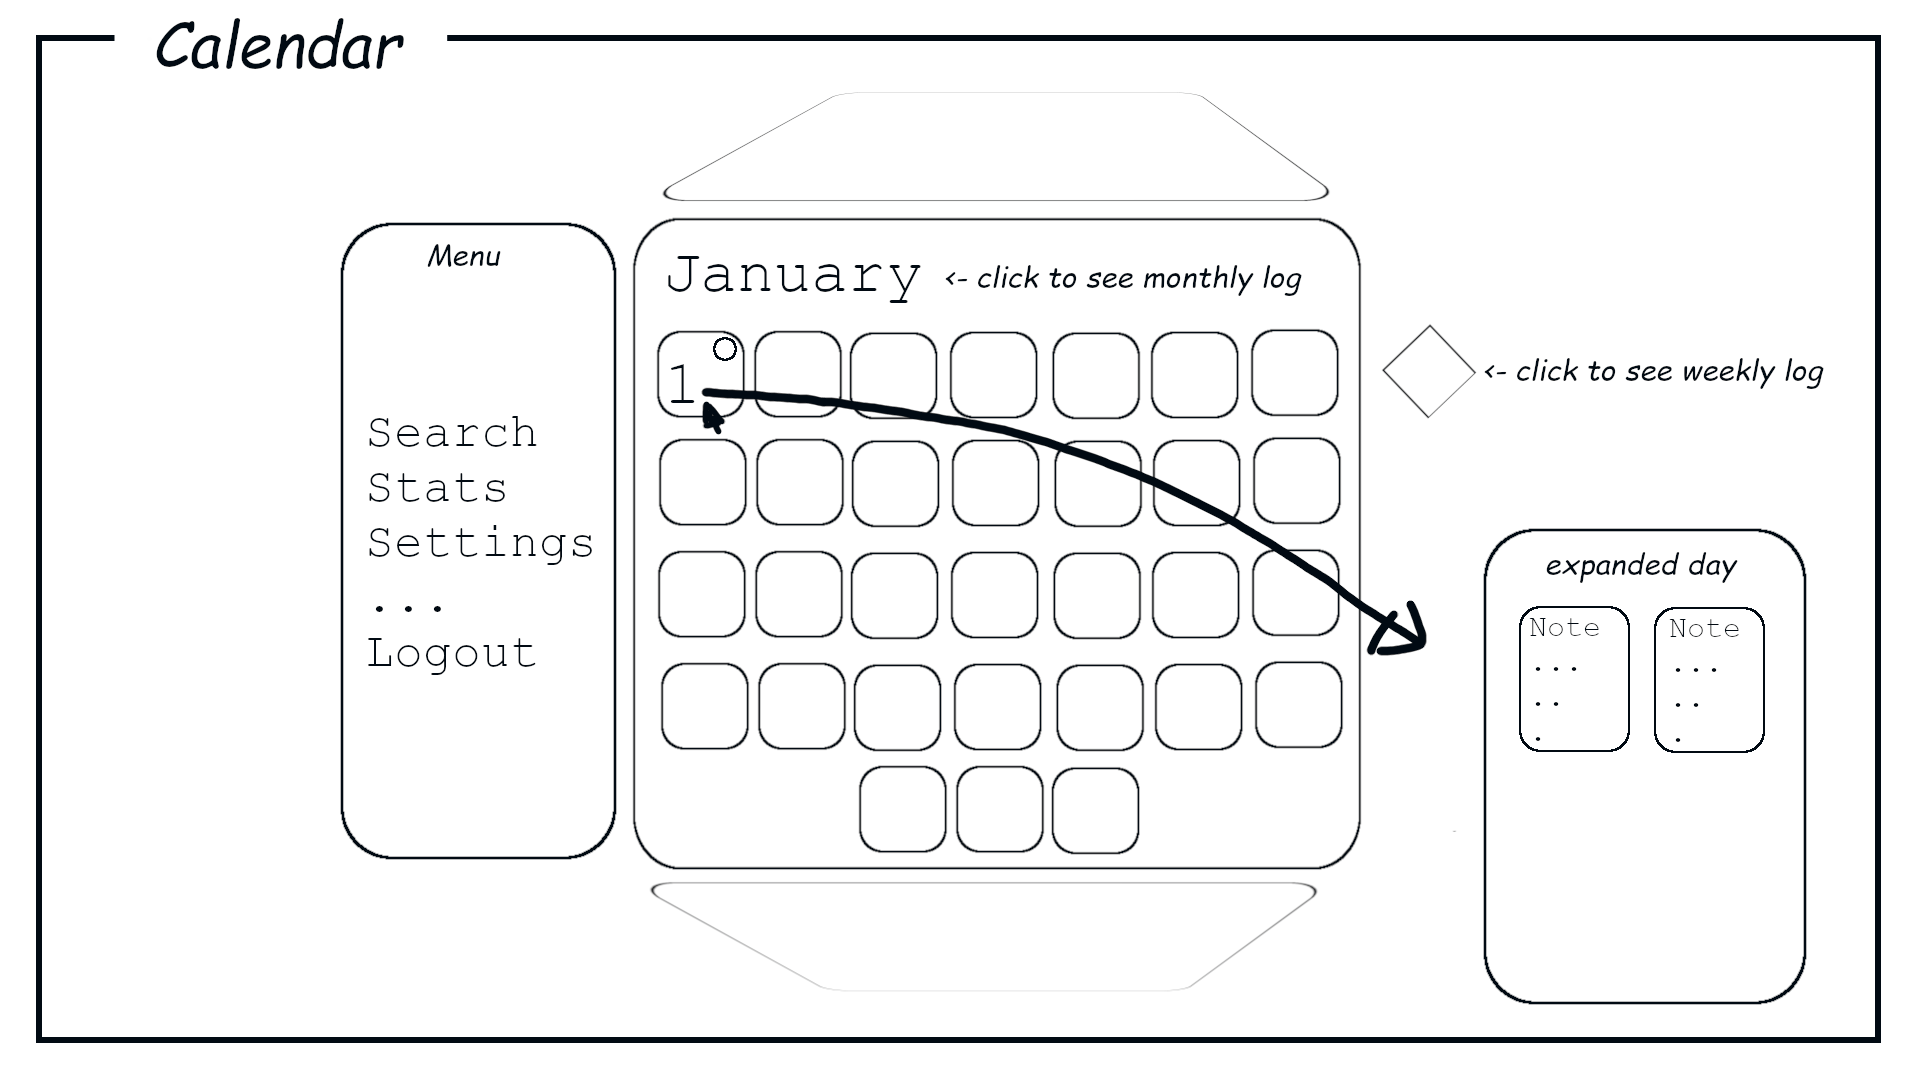 Calendar
Menu
Search
Stats
Settings
...
Logout
January <- click to see monthly log
1
<- click to see weekly log
expanded day
Note
...
..
.
Note
...
..
.